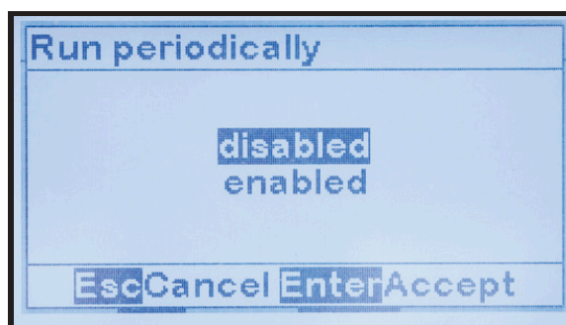 Run periodically
disabled
enabled
EscCancel EnterAccept